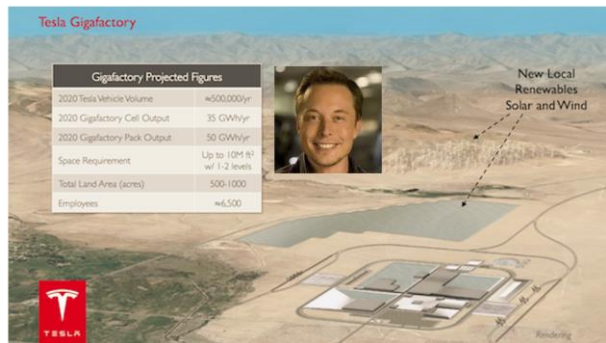 Tesla Gigafactory
Gigafactory Projected Figures
2020 Tesla Vehicle Volume ≈500,000/yr
2020 Gigafactory Cell Output 35 GWh/yr
2020 Gigafactory Pack Output 50 GWh/yr
Space Requirement Up to 10M ft²
w/ 1-2 levels
Total Land Area (acres) 500-1000
Employees ≈6,500
New Local
Renewables
Solar and Wind
TESLA
Rendering